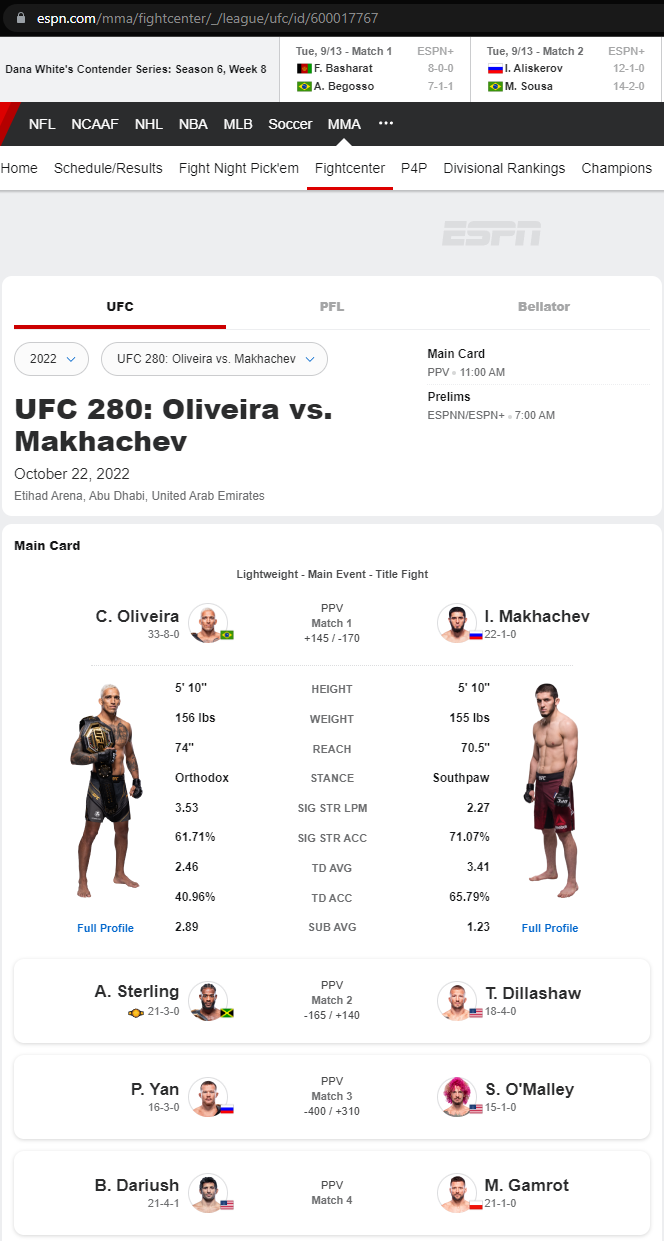 espn.com/mma/fightcenter/_/league/ufc/id/600017767
Dana White's Contender Series: Season 6, Week 8
Tue, 9/13 - Match 1 ESPN+
F. Basharat 8-0-0
A. Begosso 7-1-1
Tue, 9/13 - Match 2 ESPN+
I. Aliskerov 12-1-0
M. Sousa 14-2-0
NFL NCAAF NHL NBA MLB Soccer MMA ...
Home Schedule/Results Fight Night Pick'em Fightcenter P4P Divisional Rankings Champions
ESPN
UFC PFL Bellator
2022 UFC 280: Oliveira vs. Makhachev
UFC 280: Oliveira vs.
Makhachev
October 22, 2022
Etihad Arena, Abu Dhabi, United Arab Emirates
Main Card
PPV • 11:00 AM
Prelims
ESPNN/ESPN+ • 7:00 AM
Main Card
Lightweight - Main Event - Title Fight
C. Oliveira
33-8-0
PPV
Match 1
+145 / -170
I. Makhachev
22-1-0
5' 10" HEIGHT 5' 10"
156 lbs WEIGHT 155 lbs
74" REACH 70.5"
Orthodox STANCE Southpaw
3.53 SIG STR LPM 2.27
61.71% SIG STR ACC 71.07%
2.46 TD AVG 3.41
40.96% TD ACC 65.79%
Full Profile 2.89 SUB AVG 1.23 Full Profile
A. Sterling
21-3-0
PPV
Match 2
-165 / +140
T. Dillashaw
18-4-0
P. Yan
16-3-0
PPV
Match 3
-400 / +310
S. O'Malley
15-1-0
B. Dariush
21-4-1
PPV
Match 4
M. Gamrot
21-1-0